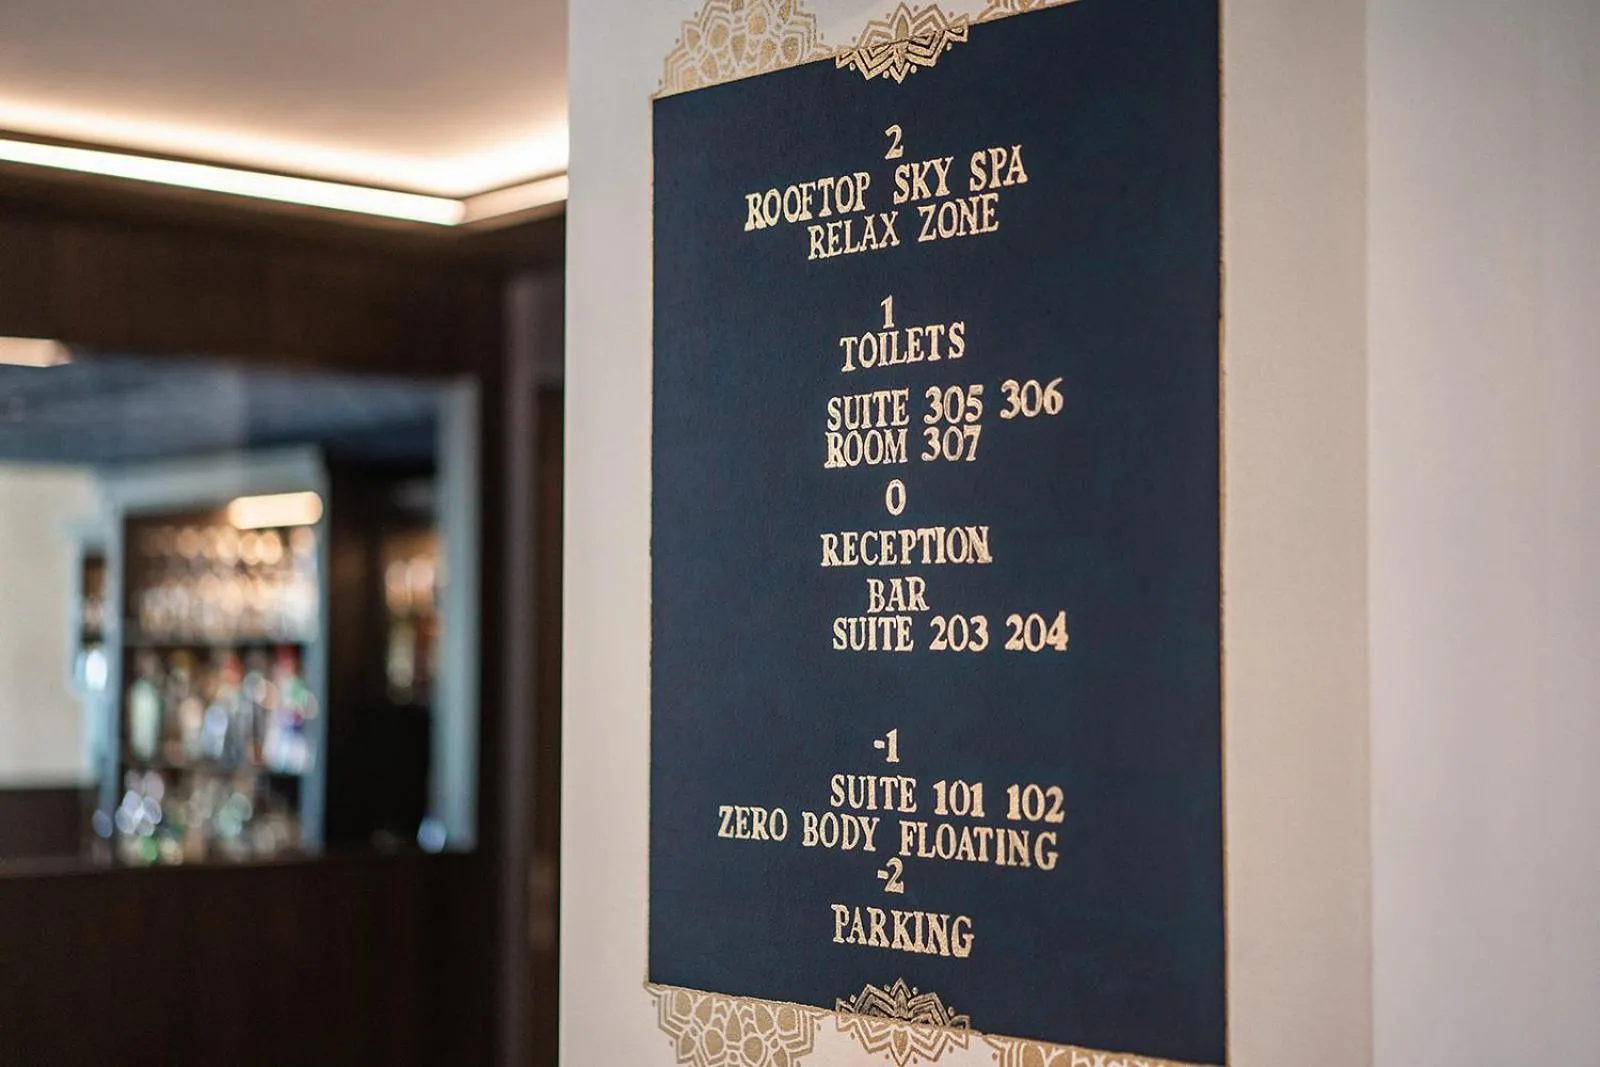 2
ROOFTOP SKY SPA
RELAX ZONE
1
TOILETS
SUITE 305 306
ROOM 307
0
RECEPTION
BAR
SUITE 203 204
-1
SUITE 101 102
ZERO BODY FLOATING
-2
PARKING